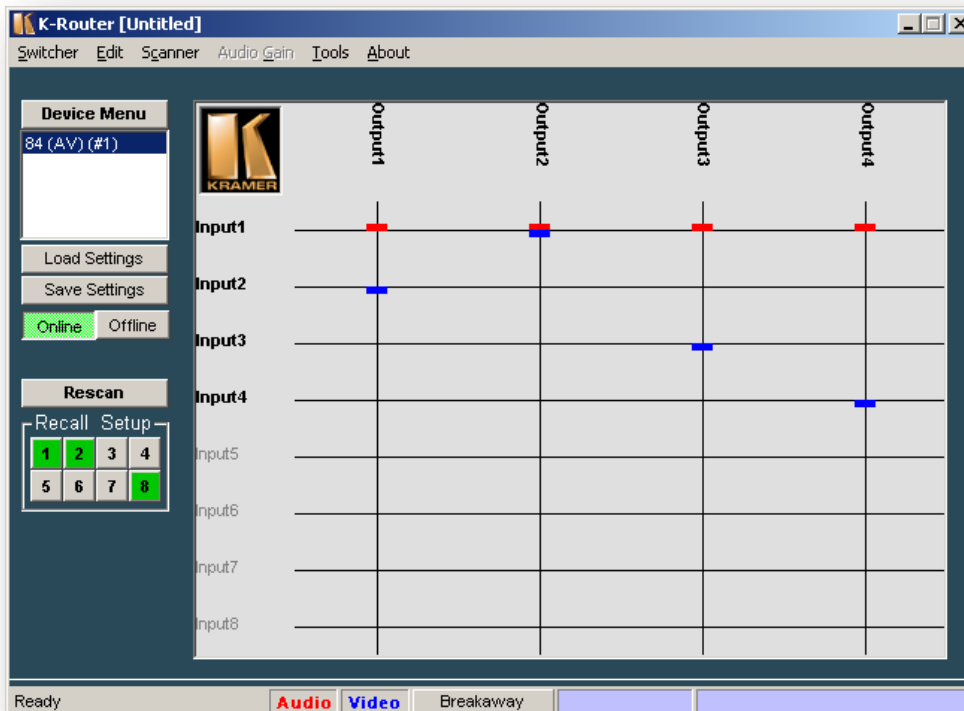 K-Router [Untitled]
Switcher Edit Scanner Audio Gain Tools About
Device Menu
84 (AV) (#1)
Load Settings
Save Settings
Online Offline
Rescan
Recall Setup
1 2 3 4
5 6 7 8
KRAMER
Output1 Output2 Output3 Output4
Input1
Input2
Input3
Input4
Input5
Input6
Input7
Input8
Ready Audio Video Breakaway